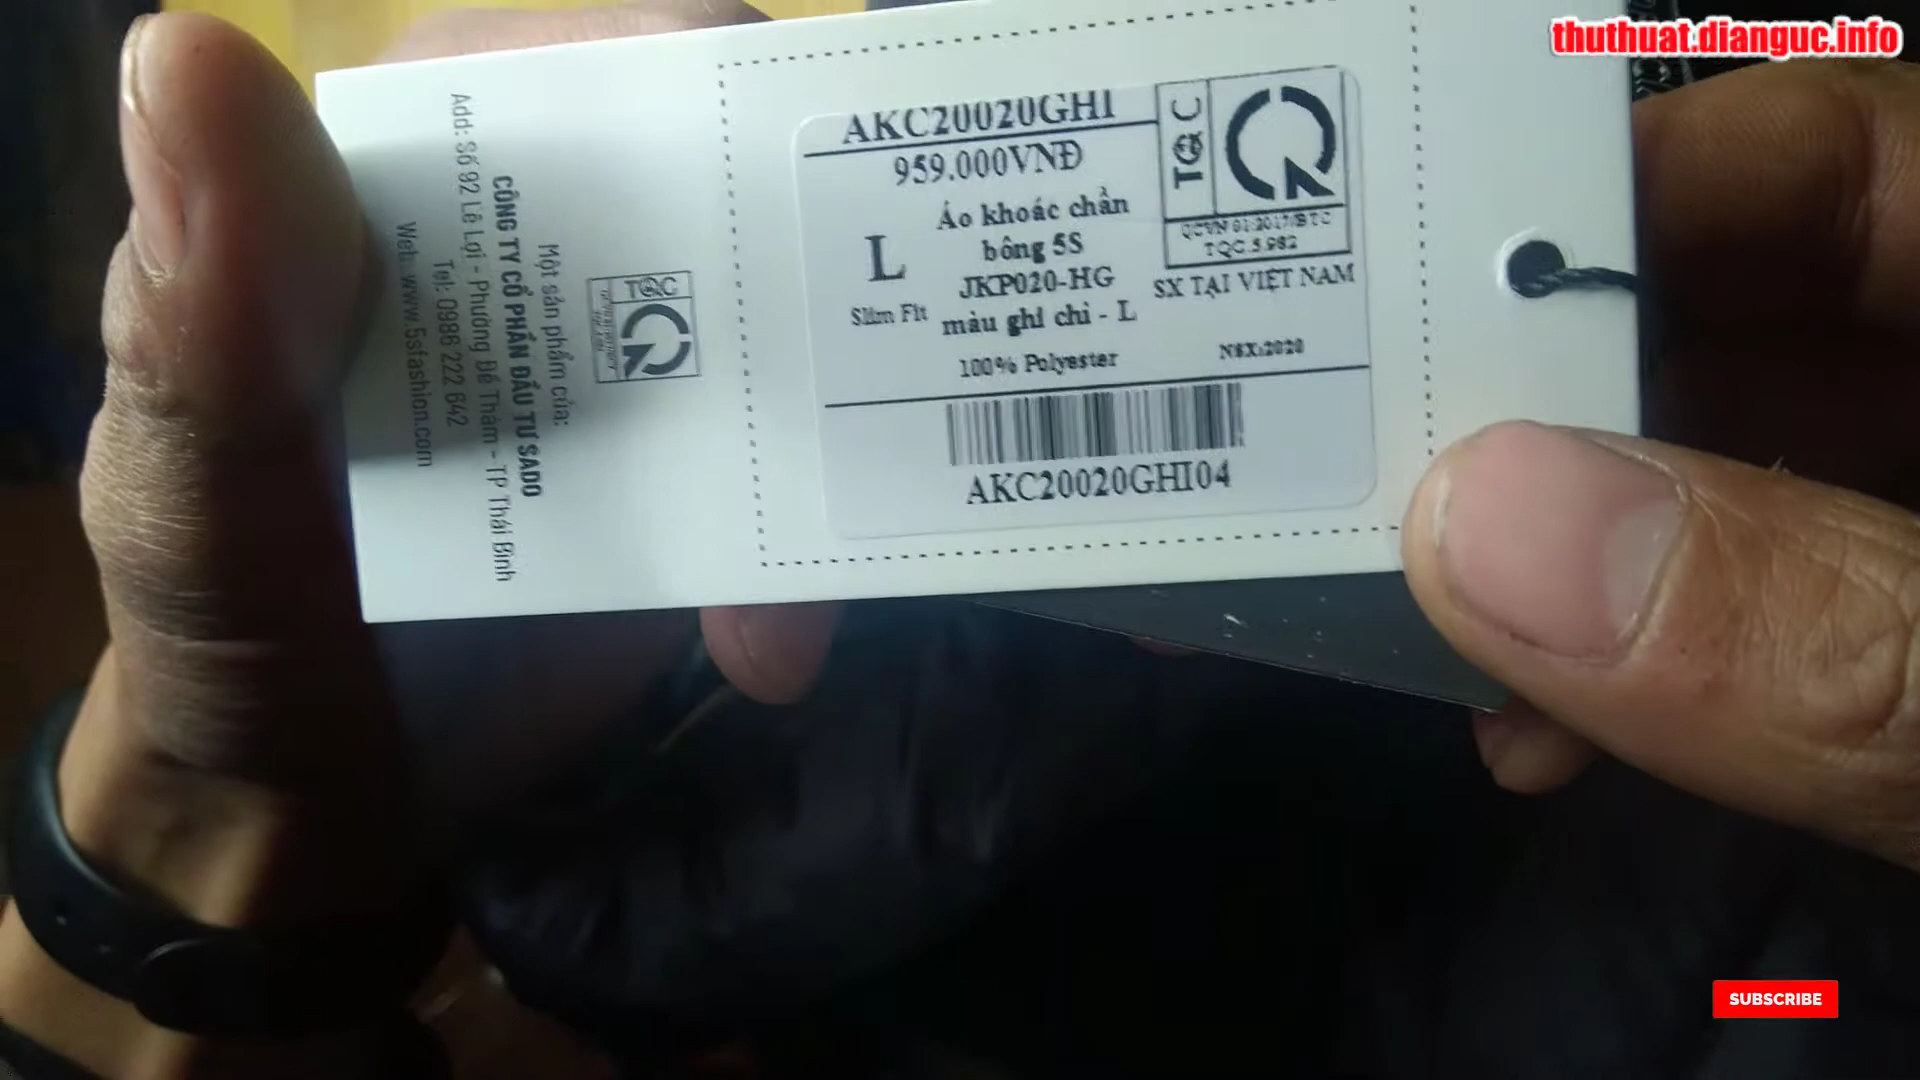 thuthuat.dianguc.info
AKC20020GHI
959.000VNĐ
L
Slim Fit
Áo khoác chần
bông 5S
JKP020-HG
màu ghi chì - L
100% Polyester
TQC
QCVN 01:2017/BTC
TQC.5.982
SX TẠI VIỆT NAM
NSX:2020
AKC20020GHI04
TQC
Một sản phẩm của:
CÔNG TY CỔ PHẦN ĐẦU TƯ SADO
Add: Số 92 Lê Lợi - Phường Đề Thám - TP Thái Bình
Tel: 0986 222 642
Web: www.5sfashion.com
SUBSCRIBE